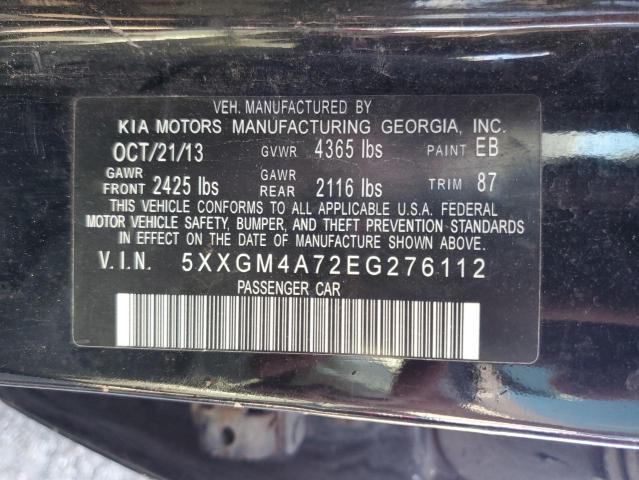 VEH. MANUFACTURED BY
KIA MOTORS MANUFACTURING GEORGIA, INC.
OCT/21/13 GVWR 4365 lbs PAINT EB
GAWR FRONT 2425 lbs GAWR REAR 2116 lbs TRIM 87
THIS VEHICLE CONFORMS TO ALL APPLICABLE U.S.A. FEDERAL
MOTOR VEHICLE SAFETY, BUMPER, AND THEFT PREVENTION STANDARDS
IN EFFECT ON THE DATE OF MANUFACTURE SHOWN ABOVE.
V.I.N. 5XXGM4A72EG276112
PASSENGER CAR